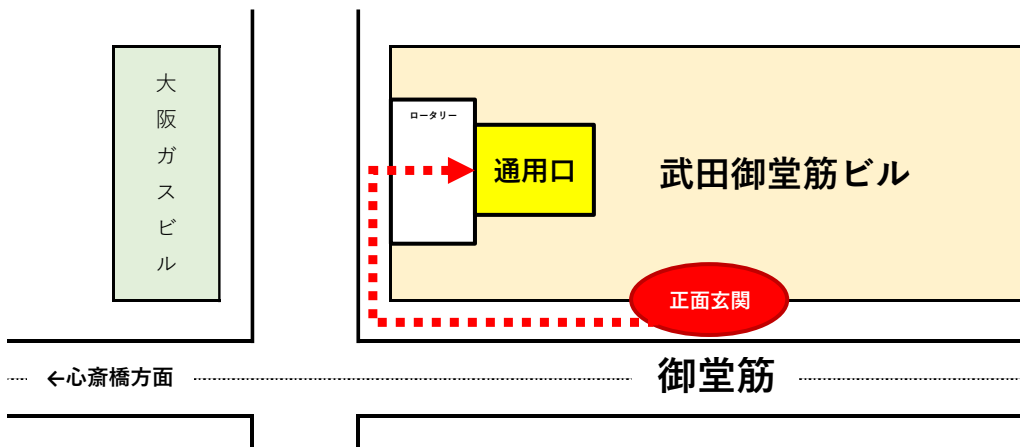 大阪ガスビル
ロータリー
通用口
武田御堂筋ビル
正面玄関
←心斎橋方面
御堂筋